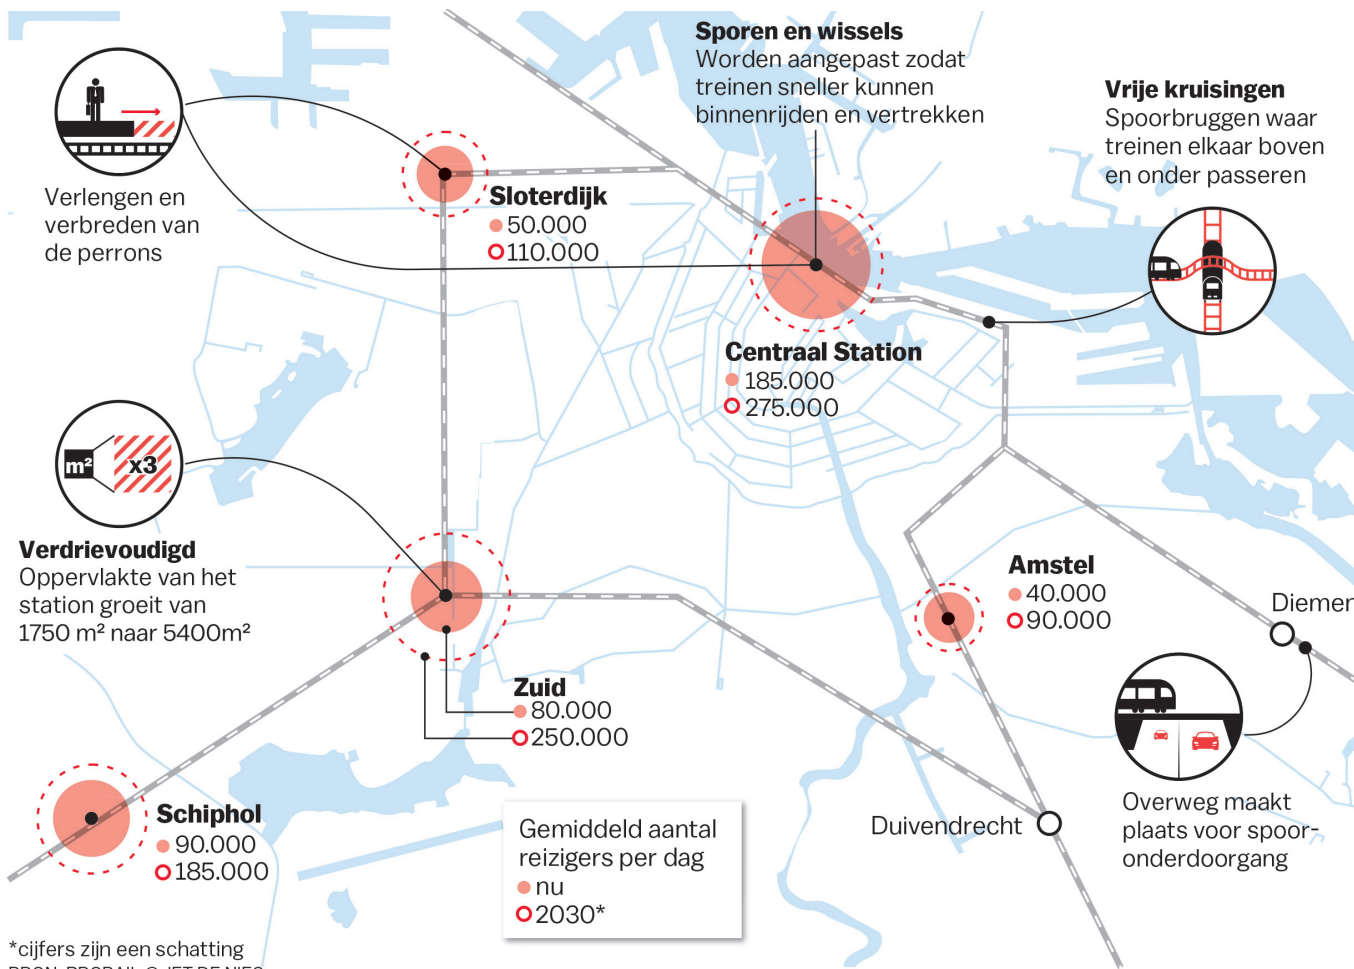 Sporen en wissels
Worden aangepast zodat
treinen sneller kunnen
binnenrijden en vertrekken
Vrije kruisingen
Spoorbruggen waar
treinen elkaar boven
en onder passeren
Verlengen en
verbreden van
de perrons
Sloterdijk
50.000
110.000
Centraal Station
185.000
275.000
m²
x3
Verdrievoudigd
Oppervlakte van het
station groeit van
1750 m² naar 5400m²
Amstel
40.000
90.000
Diemen
Zuid
80.000
250.000
Schiphol
90.000
185.000
Duivendrecht
Overweg maakt
plaats voor spoor-
onderdoorgang
Gemiddeld aantal
reizigers per dag
nu
2030*
*cijfers zijn een schatting